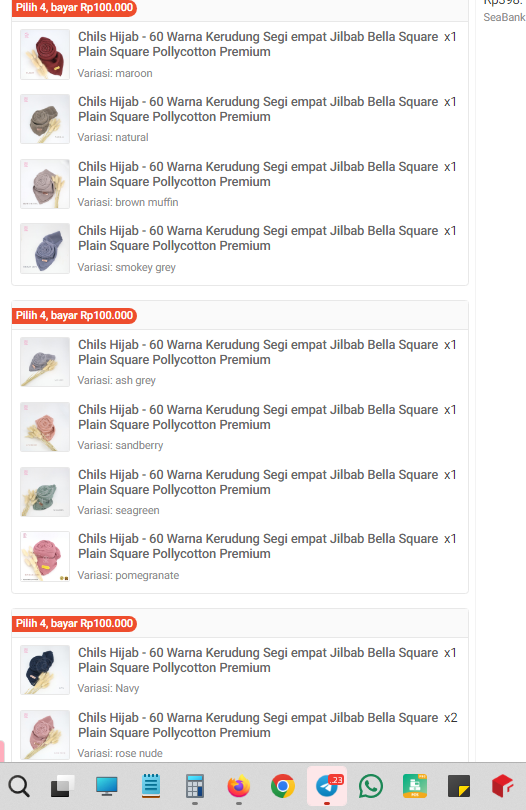 Pilih 4, bayar Rp100.000
SeaBank
Chils Hijab - 60 Warna Kerudung Segi empat Jilbab Bella Square x1
Plain Square Pollycotton Premium
Variasi: maroon
Chils Hijab - 60 Warna Kerudung Segi empat Jilbab Bella Square x1
Plain Square Pollycotton Premium
Variasi: natural
Chils Hijab - 60 Warna Kerudung Segi empat Jilbab Bella Square x1
Plain Square Pollycotton Premium
Variasi: brown muffin
Chils Hijab - 60 Warna Kerudung Segi empat Jilbab Bella Square x1
Plain Square Pollycotton Premium
Variasi: smokey grey
Pilih 4, bayar Rp100.000
Chils Hijab - 60 Warna Kerudung Segi empat Jilbab Bella Square x1
Plain Square Pollycotton Premium
Variasi: ash grey
Chils Hijab - 60 Warna Kerudung Segi empat Jilbab Bella Square x1
Plain Square Pollycotton Premium
Variasi: sandberry
Chils Hijab - 60 Warna Kerudung Segi empat Jilbab Bella Square x1
Plain Square Pollycotton Premium
Variasi: seagreen
Chils Hijab - 60 Warna Kerudung Segi empat Jilbab Bella Square x1
Plain Square Pollycotton Premium
Variasi: pomegranate
Pilih 4, bayar Rp100.000
Chils Hijab - 60 Warna Kerudung Segi empat Jilbab Bella Square x1
Plain Square Pollycotton Premium
Variasi: Navy
Chils Hijab - 60 Warna Kerudung Segi empat Jilbab Bella Square x2
Plain Square Pollycotton Premium
Variasi: rose nude
23